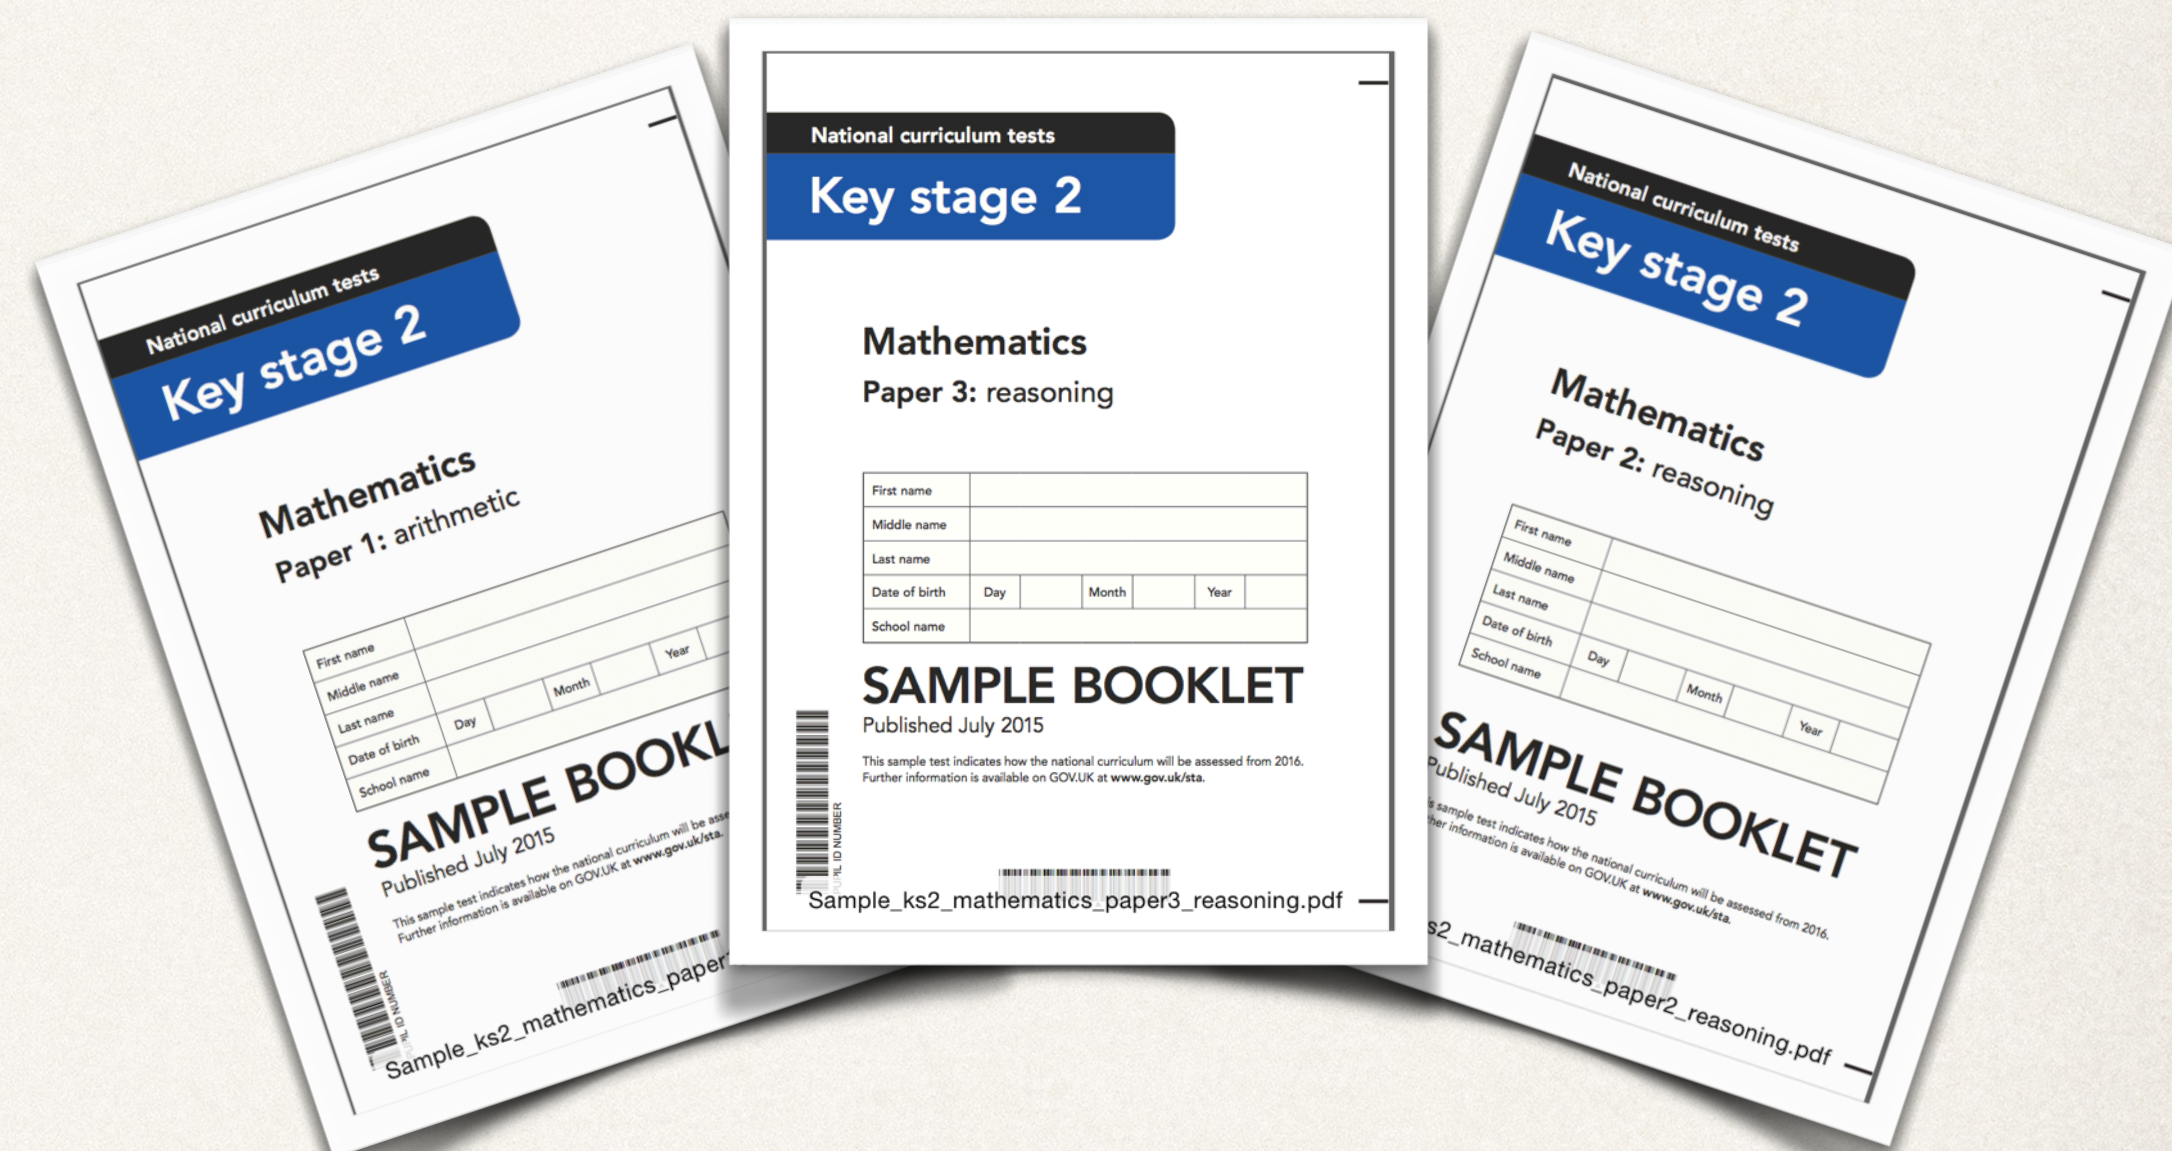 National curriculum tests
Key stage 2
Mathematics
Paper 1: arithmetic
First name
Middle name
Last name
Date of birth Day Month Year
School name
SAMPLE BOOKL
Published July 2015
This sample test indicates how the national curriculum will be asse
Further information is available on GOV.UK at www.gov.uk/sta.
PUPIL ID NUMBER
Sample_ks2_mathematics_paper
National curriculum tests
Key stage 2
Mathematics
Paper 3: reasoning
First name
Middle name
Last name
Date of birth Day Month Year
School name
SAMPLE BOOKLET
Published July 2015
This sample test indicates how the national curriculum will be assessed from 2016.
Further information is available on GOV.UK at www.gov.uk/sta.
PUPIL ID NUMBER
Sample_ks2_mathematics_paper3_reasoning.pdf
National curriculum tests
Key stage 2
Mathematics
Paper 2: reasoning
First name
Middle name
Last name
Date of birth Day Month Year
School name
SAMPLE BOOKLET
Published July 2015
s sample test indicates how the national curriculum will be assessed from 2016.
her information is available on GOV.UK at www.gov.uk/sta.
s2_mathematics_paper2_reasoning.pdf